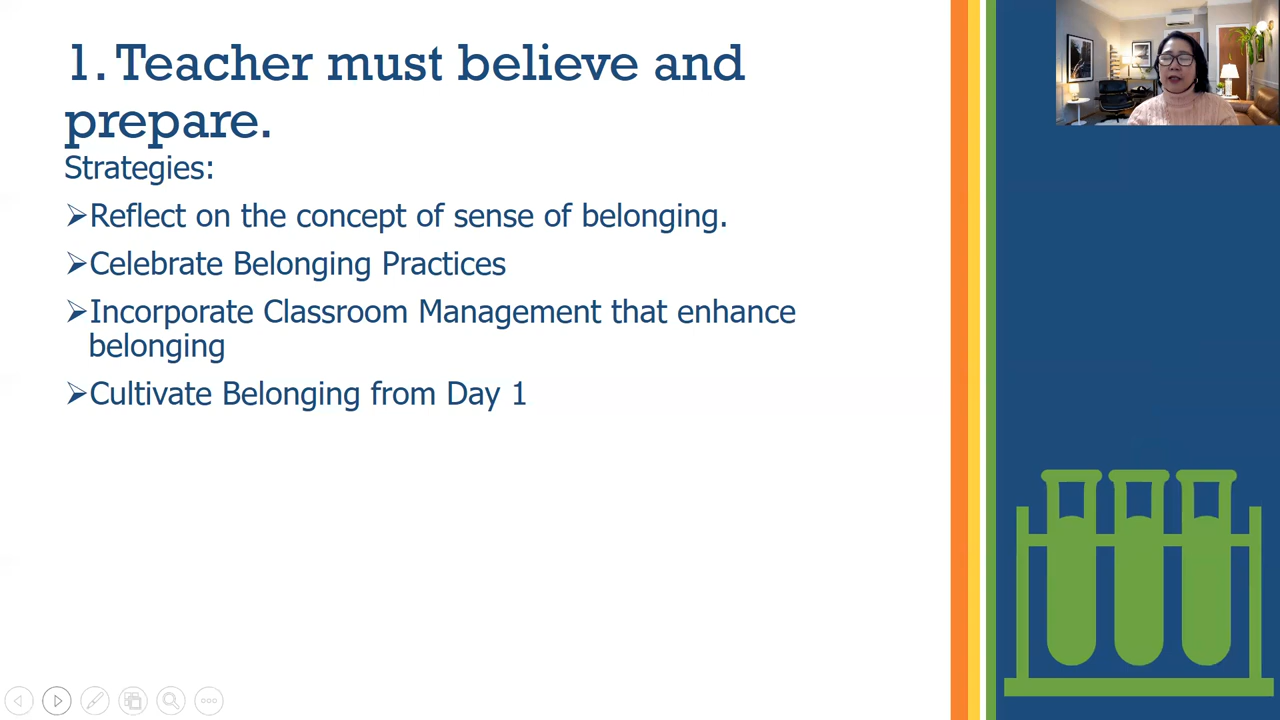 1. Teacher must believe and
prepare.
Strategies:
➢Reflect on the concept of sense of belonging.
➢Celebrate Belonging Practices
➢Incorporate Classroom Management that enhance
belonging
➢Cultivate Belonging from Day 1